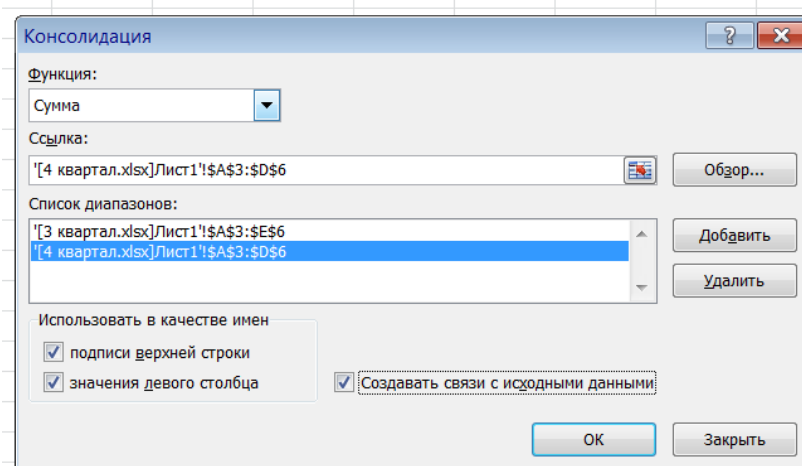 Консолидация
Функция:
Сумма
Ссылка:
'[4 квартал.xlsx]Лист1'!$A$3:$D$6
Обзор...
Список диапазонов:
'[3 квартал.xlsx]Лист1'!$A$3:$E$6
'[4 квартал.xlsx]Лист1'!$A$3:$D$6
Добавить
Удалить
Использовать в качестве имен
подписи верхней строки
значения левого столбца
Создавать связи с исходными данными
ОК
Закрыть